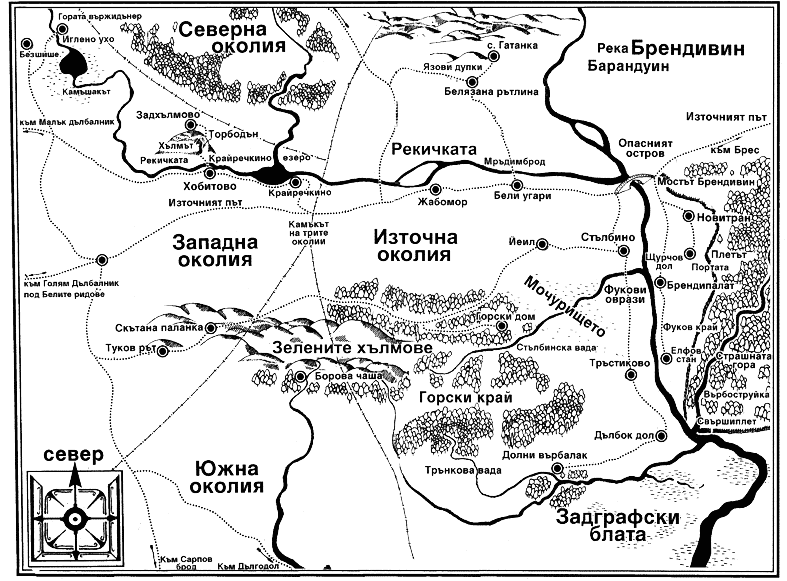 Гората вържидънер
Иглено ухо
Безшише
Камъшакът
Северна
околия
с. Гатанка
Язови дупки
Белязана рътлина
Река Брендивин
Барандуин
към Малък дълбалник
Задхълмово
Торбодън
Хълмът
Рекичката
Крайречкино езеро
Хобитово
Крайречкино
Източният път
Камъкът
на трите
околии
Рекичката
Мръдимброд
Жабомор
Бели угари
Източният път
Опасният
остров
към Брес
Мостът Брендивин
Новитран
Плетът
Щурчов
дол
Портата
Брендипалат
Западна
околия
Източна
околия
Йеил
Стълбино
към Голям Дълбалник
под Белите ридове
Мочурището
Фукови
оврази
Скътана паланка
Туков рът
Зелените хълмове
Горски дом
Стълбинска вада
Фуков край
Елфов
стан
Страшната
гора
Борова чаша
Горски край
Тръстиково
Върбоструйка
Свършиплет
Дълбок дол
север
Южна
околия
Трънкова вада
Долни върбалак
Задграфски
блата
Към Сарпов
брод
Към Дългодол